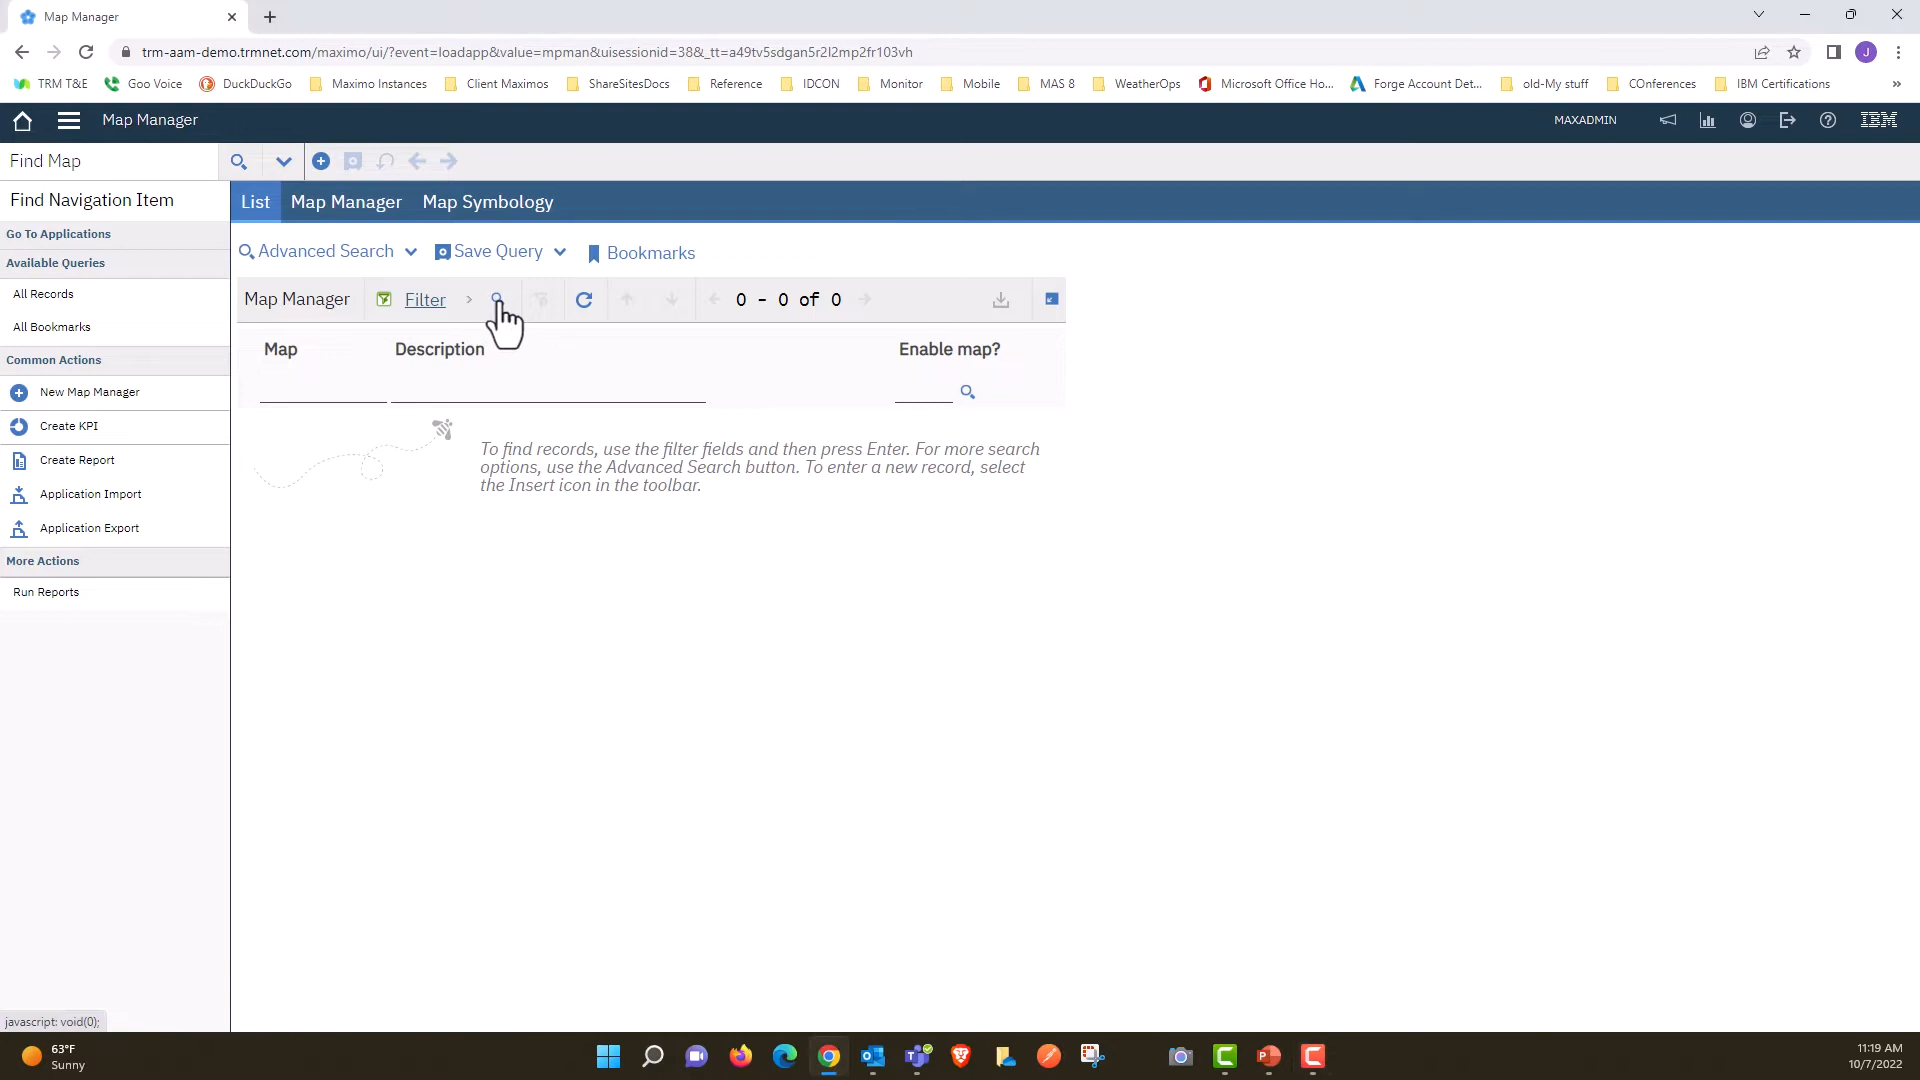 Map Manager
trm-aam-demo.trmnet.com/maximo/ui/?event=loadapp&value=mpman&uisessionid=38&_tt=a49tv5sdgan5r2l2mp2fr103vh
J
TRM T&E
Goo Voice
DuckDuckGo
Maximo Instances
Client Maximos
ShareSitesDocs
Reference
IDCON
Monitor
Mobile
MAS 8
WeatherOps
Microsoft Office Ho...
Forge Account Det...
old-My stuff
COnferences
IBM Certifications
»
Map Manager
MAXADMIN
IBM
Find Map
Find Navigation Item
List
Map Manager
Map Symbology
Go To Applications
Available Queries
All Records
All Bookmarks
Common Actions
New Map Manager
Create KPI
Create Report
Application Import
Application Export
More Actions
Run Reports
Advanced Search
Save Query
Bookmarks
Map Manager
Filter
0 - 0 of 0
Map
Description
Enable map?
To find records, use the filter fields and then press Enter. For more search
options, use the Advanced Search button. To enter a new record, select
the Insert icon in the toolbar.
javascript: void(0);
63°F
Sunny
11:19 AM
10/7/2022